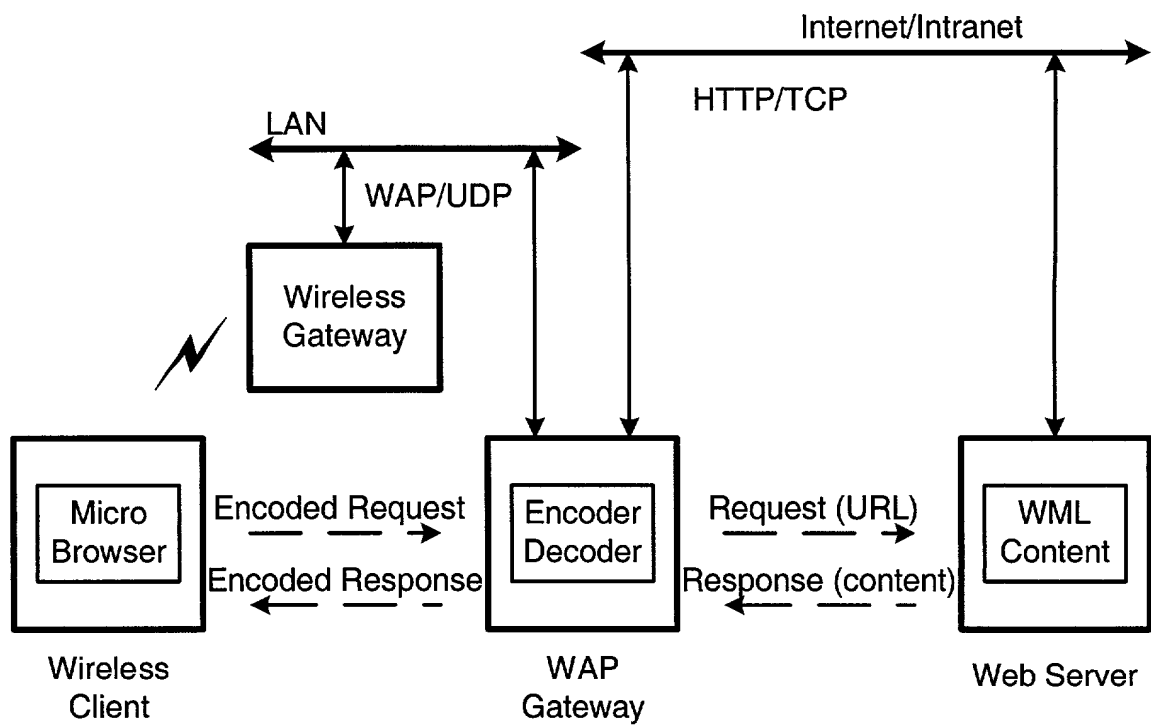 Internet/Intranet
HTTP/TCP
LAN
WAP/UDP
Wireless
Gateway
Micro
Browser
Encoded Request
Encoded Response
Encoder
Decoder
Request (URL)
Response (content)
WML
Content
Wireless
Client
WAP
Gateway
Web Server